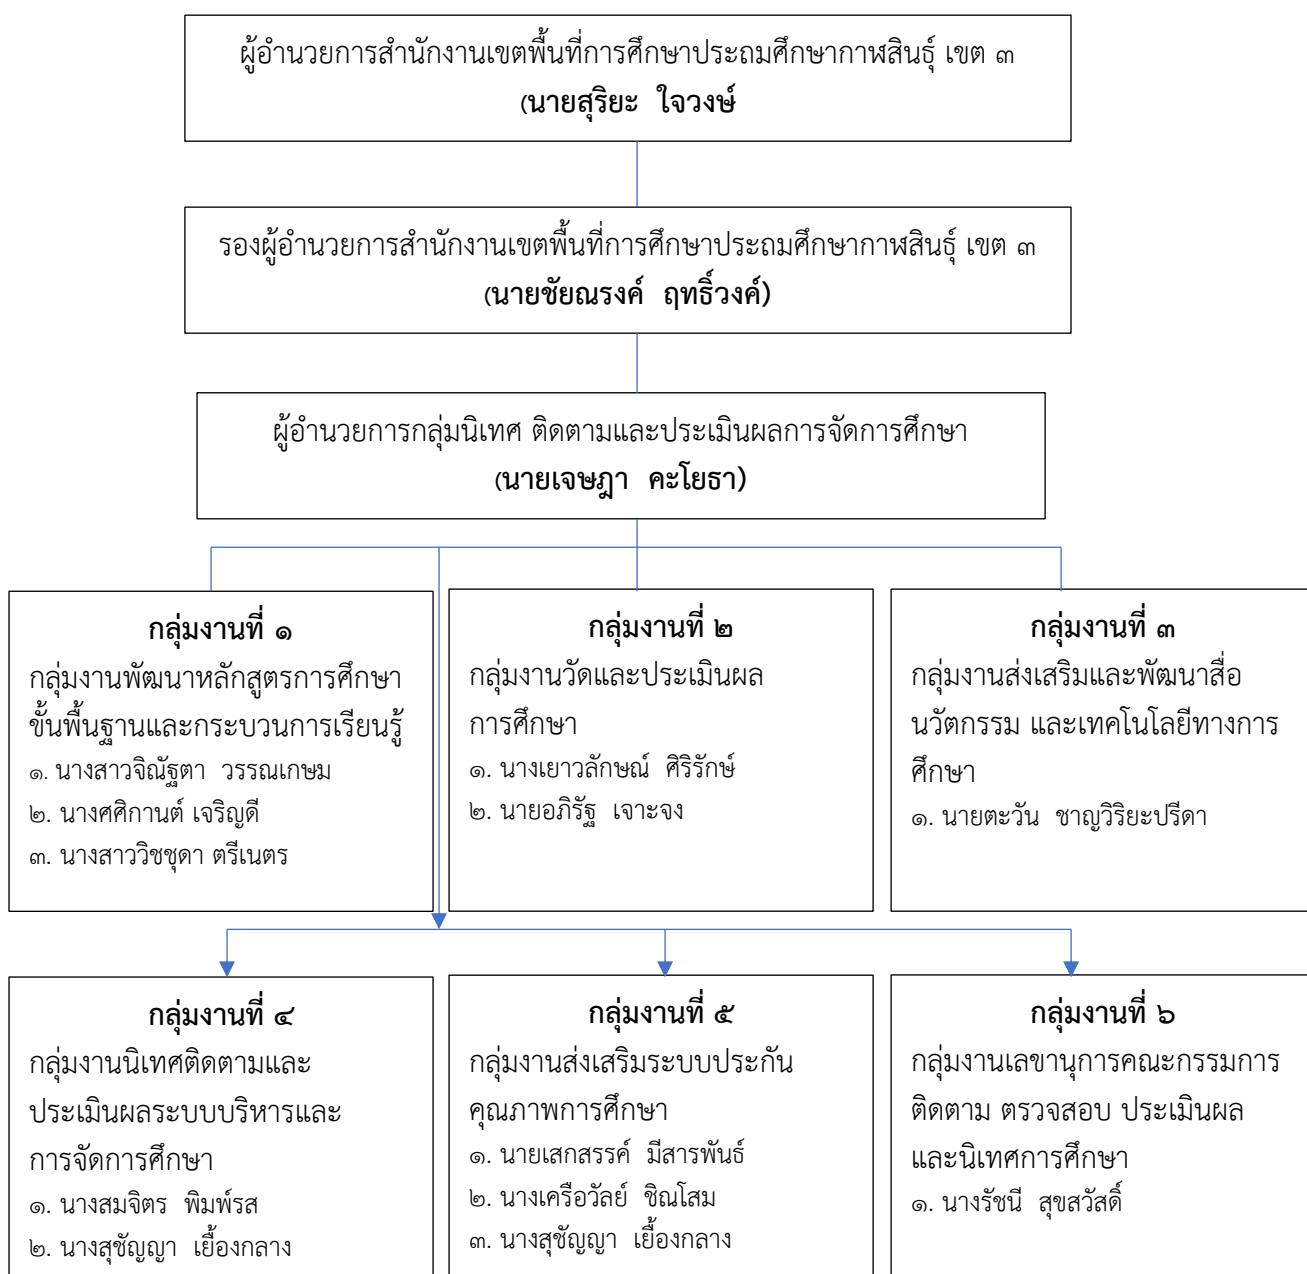 ผู้อำนวยการสำนักงานเขตพื้นที่การศึกษาประถมศึกษากาฬสินธุ์ เขต ๓
(นายสุริยะ ใจวงษ์
รองผู้อำนวยการสำนักงานเขตพื้นที่การศึกษาประถมศึกษากาฬสินธุ์ เขต ๓
(นายชัยณรงค์ ฤทธิ์วงค์)
ผู้อำนวยการกลุ่มนิเทศ ติดตามและประเมินผลการจัดการศึกษา
(นายเจษฎา คะโยธา)
กลุ่มงานที่ ๑
กลุ่มงานพัฒนาหลักสูตรการศึกษา
ขั้นพื้นฐานและกระบวนการเรียนรู้
๑. นางสาวจิณัฐตา วรรณเกษม
๒. นางศศิกานต์ เจริญดี
๓. นางสาววิชชุดา ตรีเนตร
กลุ่มงานที่ ๒
กลุ่มงานวัดและประเมินผล
การศึกษา
๑. นางเยาวลักษณ์ ศิริรักษ์
๒. นายอภิรัฐ เจาะจง
กลุ่มงานที่ ๓
กลุ่มงานส่งเสริมและพัฒนาสื่อ
นวัตกรรม และเทคโนโลยีทางการ
ศึกษา
๑. นายตะวัน ชาญวิริยะปรีดา
กลุ่มงานที่ ๔
กลุ่มงานนิเทศติดตามและ
ประเมินผลระบบบริหารและ
การจัดการศึกษา
๑. นางสมจิตร พิมพ์รส
๒. นางสุชัญญา เยื้องกลาง
กลุ่มงานที่ ๕
กลุ่มงานส่งเสริมระบบประกัน
คุณภาพการศึกษา
๑. นายเสกสรรค์ มีสารพันธ์
๒. นางเครือวัลย์ ชิณโสม
๓. นางสุชัญญา เยื้องกลาง
กลุ่มงานที่ ๖
กลุ่มงานเลขานุการคณะกรรมการ
ติดตาม ตรวจสอบ ประเมินผล
และนิเทศการศึกษา
๑. นางรัชนี สุขสวัสดิ์